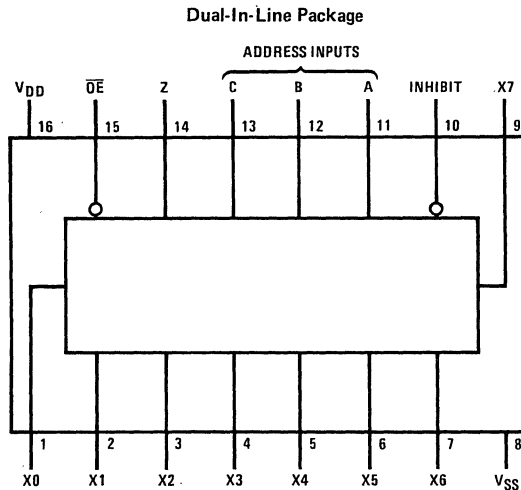 Dual-In-Line Package
ADDRESS INPUTS
VDD OE Z C B A INHIBIT X7
16 15 14 13 12 11 10 9
1 2 3 4 5 6 7 8
X0 X1 X2 X3 X4 X5 X6 VSS